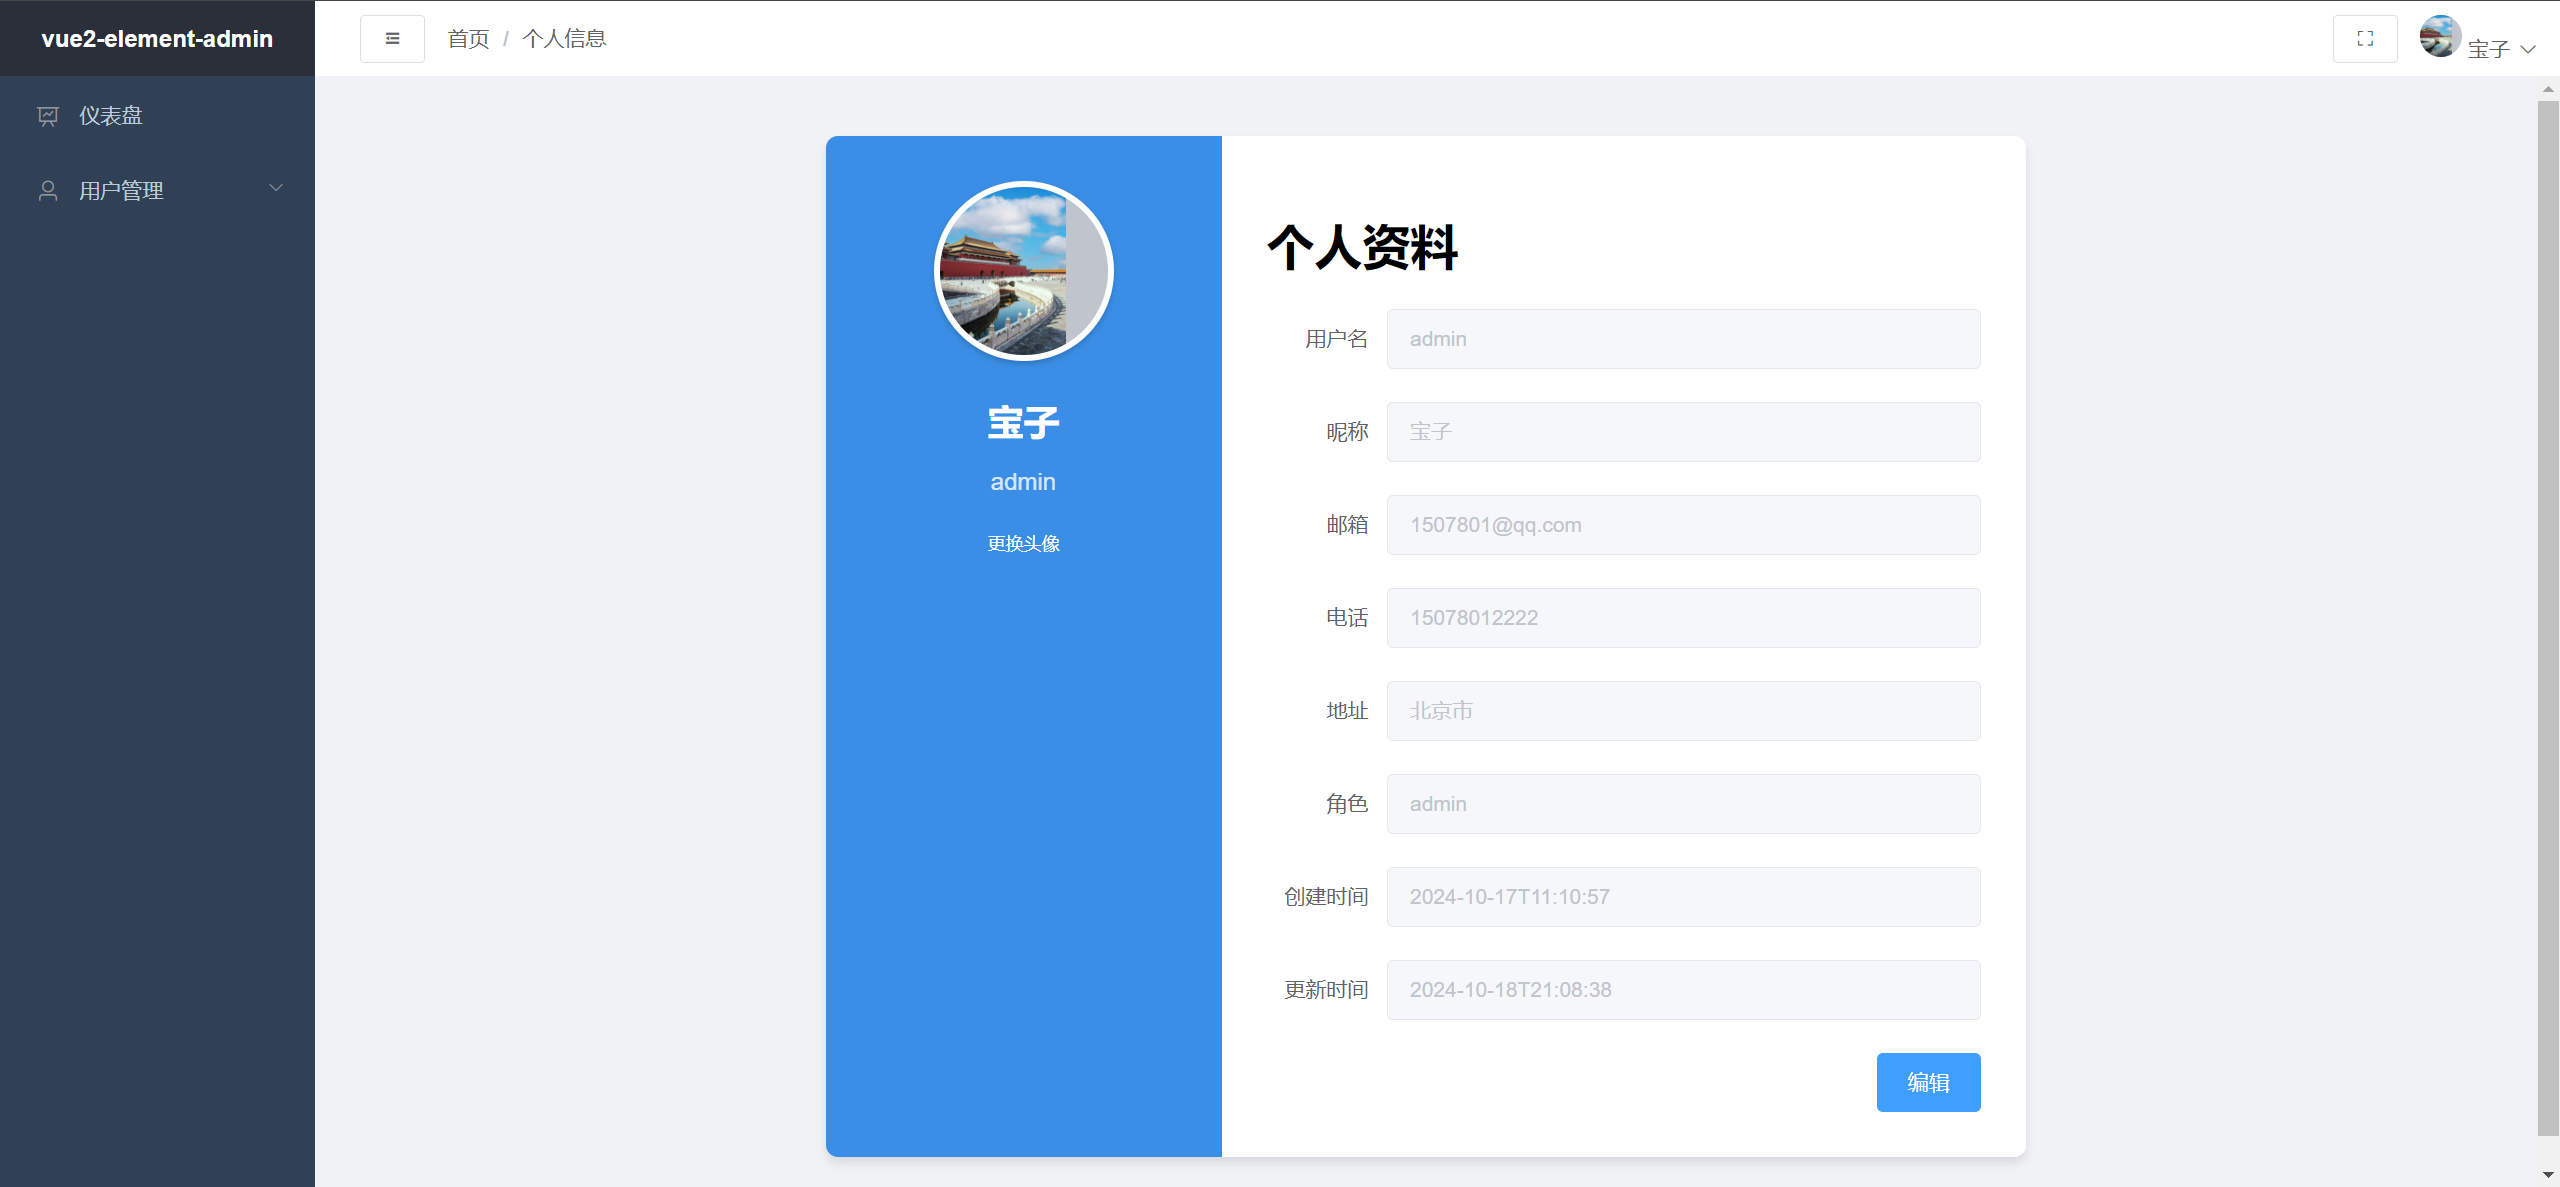 vue2-element-admin
首页 / 个人信息
宝子
仪表盘
用户管理
宝子
admin
更换头像
个人资料
用户名 admin
昵称 宝子
邮箱 1507801@qq.com
电话 15078012222
地址 北京市
角色 admin
创建时间 2024-10-17T11:10:57
更新时间 2024-10-18T21:08:38
编辑